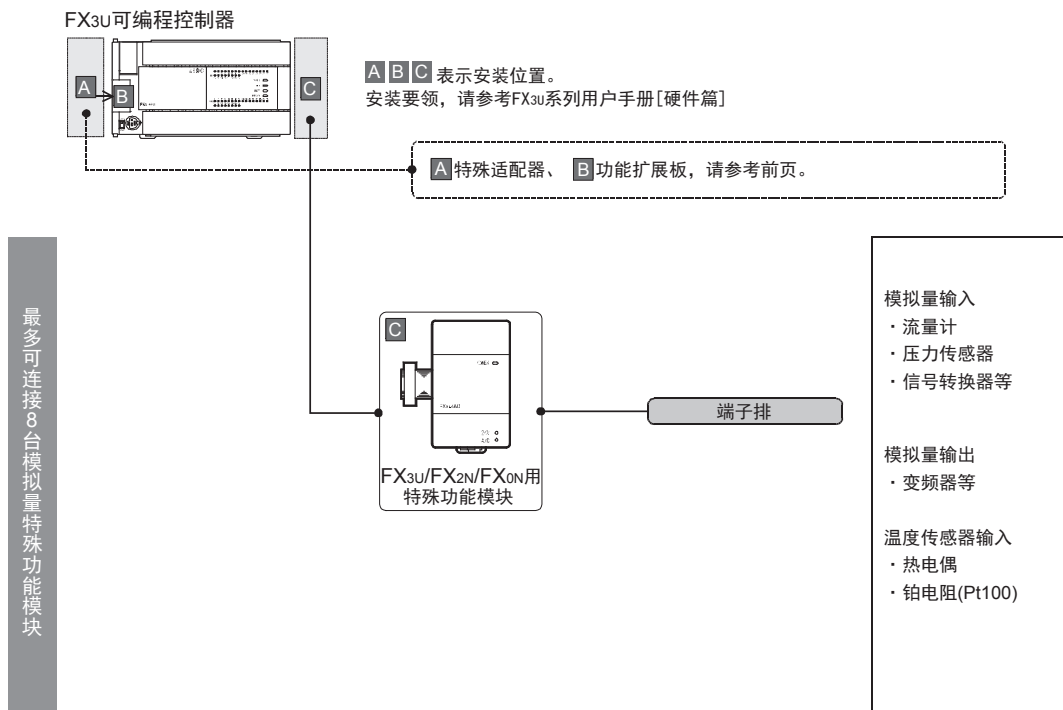 FX3U可编程控制器
A
B
C
A B C 表示安装位置。
安装要领，请参考FX3U系列用户手册[硬件篇]
A 特殊适配器、 B 功能扩展板，请参考前页。
最多可连接8台模拟量特殊功能模块
C
FX3U/FX2N/FX0N用
特殊功能模块
端子排
模拟量输入
・流量计
・压力传感器
・信号转换器等
模拟量输出
・变频器等
温度传感器输入
・热电偶
・铂电阻(Pt100)